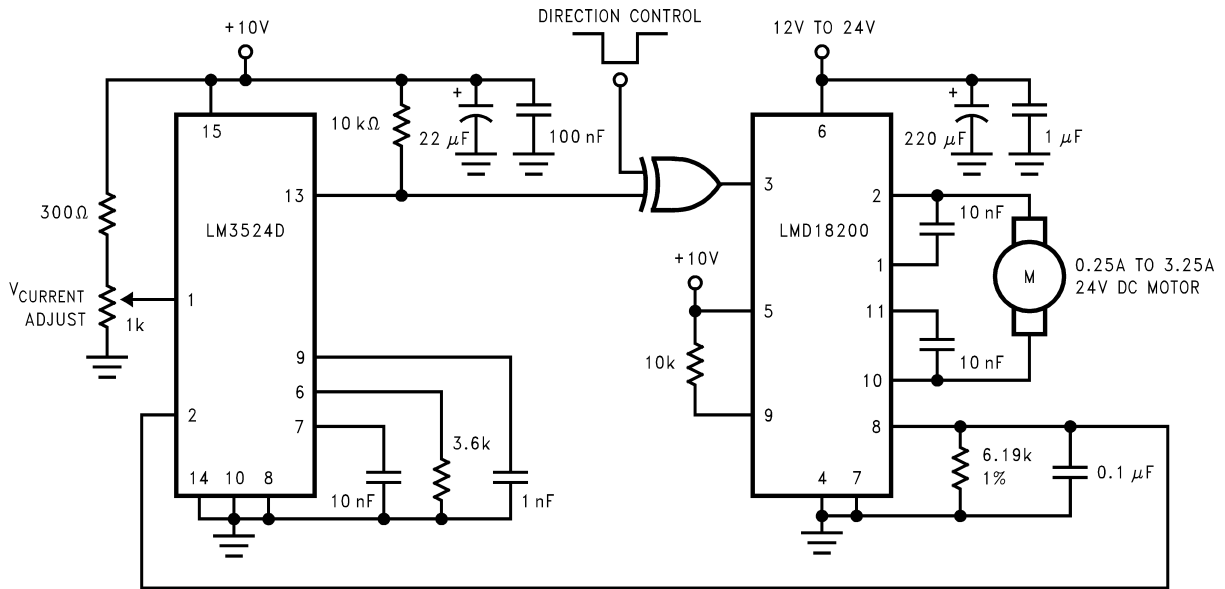 DIRECTION CONTROL
+10V
12V TO 24V
15
10kΩ
+
22 μF
100 nF
6
+
220 μF
1 μF
13
3
2
10 nF
300Ω
LM3524D
LMD18200
1
+10V
M
0.25A TO 3.25A
24V DC MOTOR
VCURRENT
ADJUST
1k
1
5
11
9
10k
10 nF
6
10
2
7
3.6k
9
8
6.19k
1%
0.1 μF
14
10
8
10 nF
1 nF
4
7